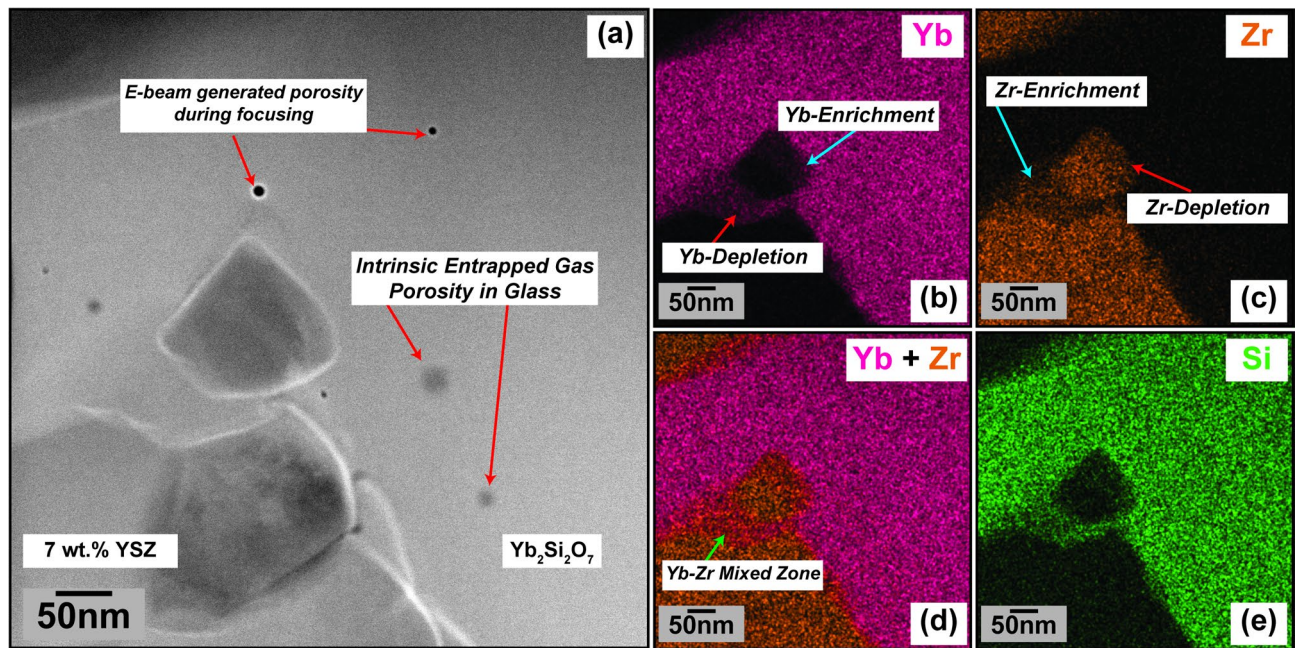 (a)
E-beam generated porosity
during focusing
Intrinsic Entrapped Gas
Porosity in Glass
7 wt.% YSZ
Yb₂Si₂O₇
50nm
Yb
Yb-Enrichment
Yb-Depletion
50nm
(b)
Zr
Zr-Enrichment
Zr-Depletion
50nm
(c)
Yb + Zr
Yb-Zr Mixed Zone
50nm
(d)
Si
50nm
(e)